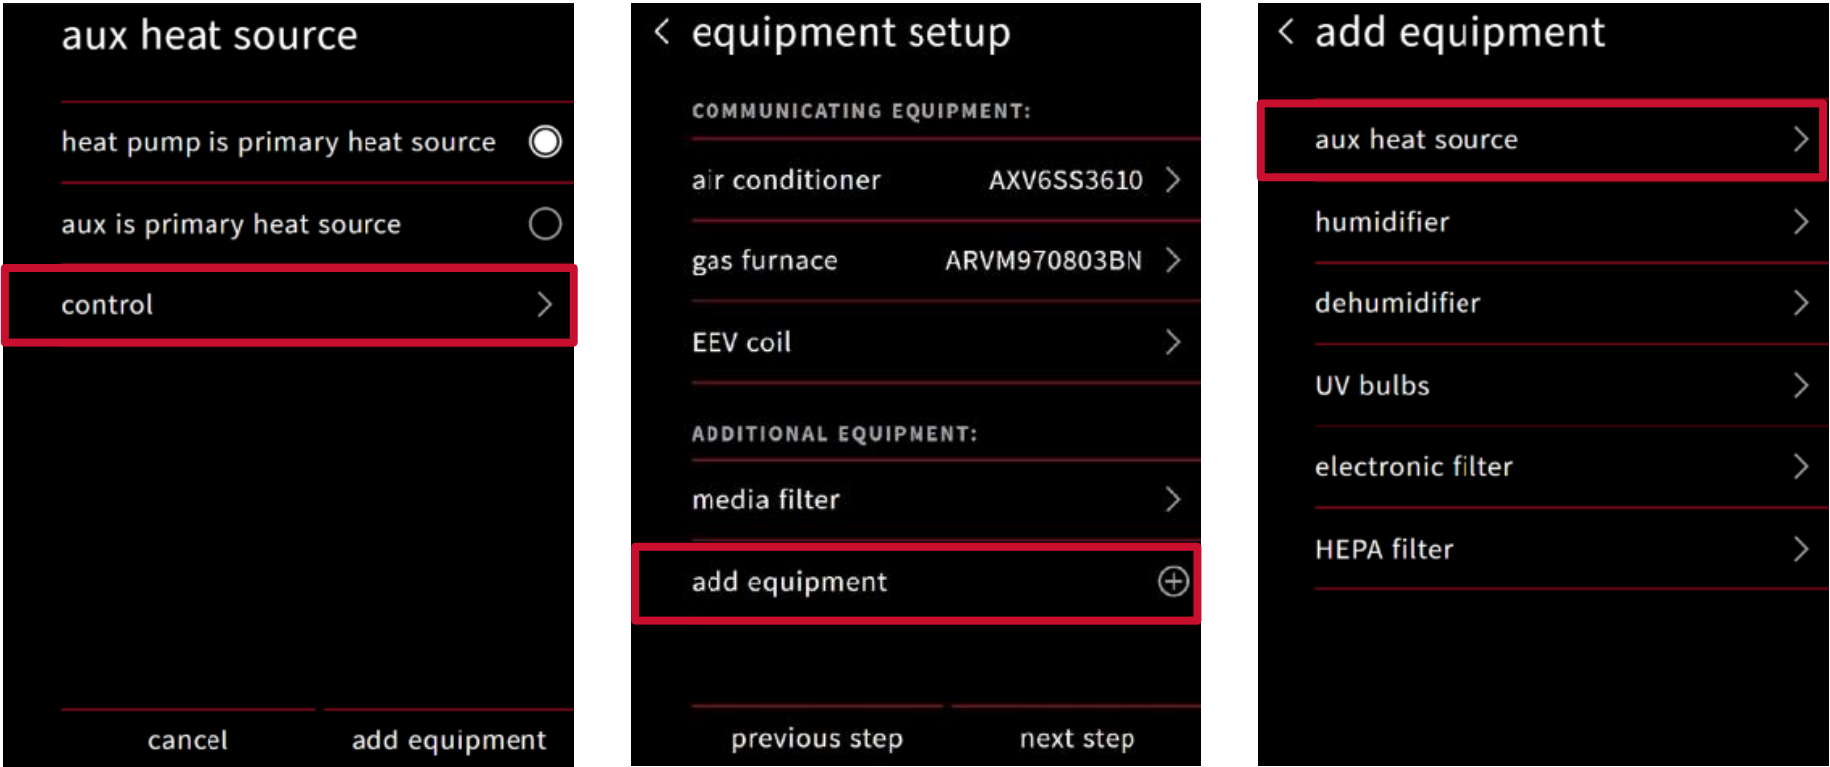 aux heat source
heat pump is primary heat source
aux is primary heat source
control
cancel
add equipment
equipment setup
COMMUNICATING EQUIPMENT:
air conditioner AXV6SS3610
gas furnace ARVM970803BN
EEV coil
ADDITIONAL EQUIPMENT:
media filter
add equipment
previous step
next step
add equipment
aux heat source
humidifier
dehumidifier
UV bulbs
electronic filter
HEPA filter